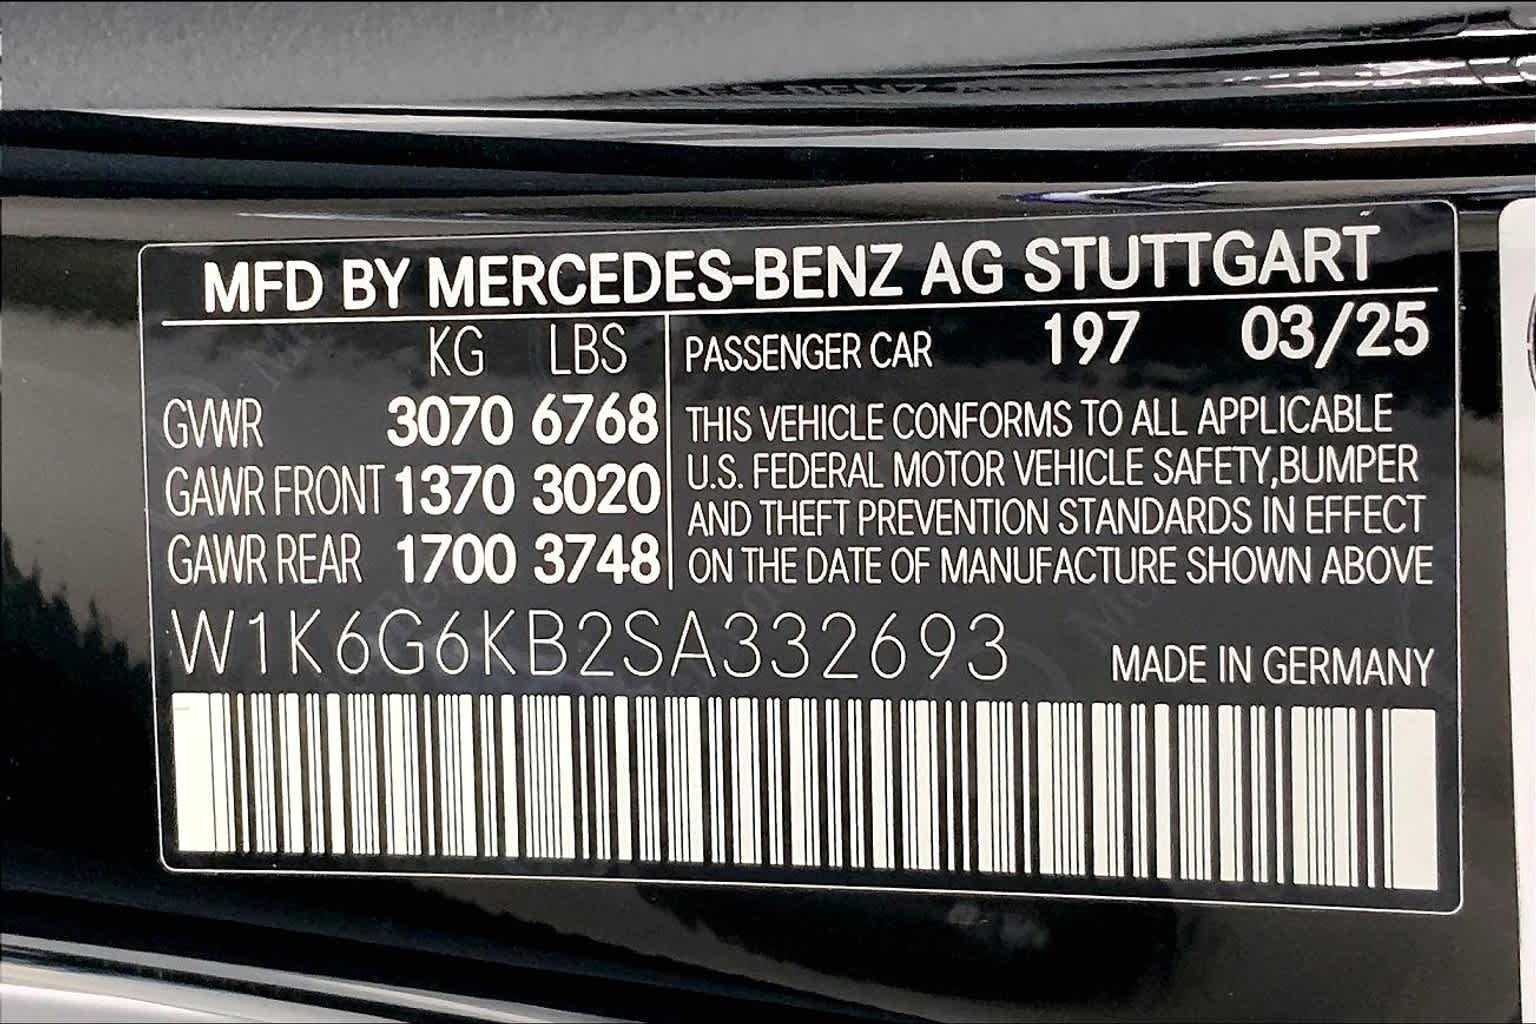 MFD BY MERCEDES-BENZ AG STUTTGART
KG LBS
GVWR 3070 6768
GAWR FRONT 1370 3020
GAWR REAR 1700 3748
PASSENGER CAR 197 03/25
THIS VEHICLE CONFORMS TO ALL APPLICABLE
U.S. FEDERAL MOTOR VEHICLE SAFETY,BUMPER
AND THEFT PREVENTION STANDARDS IN EFFECT
ON THE DATE OF MANUFACTURE SHOWN ABOVE
W1K6G6KB2SA332693
MADE IN GERMANY